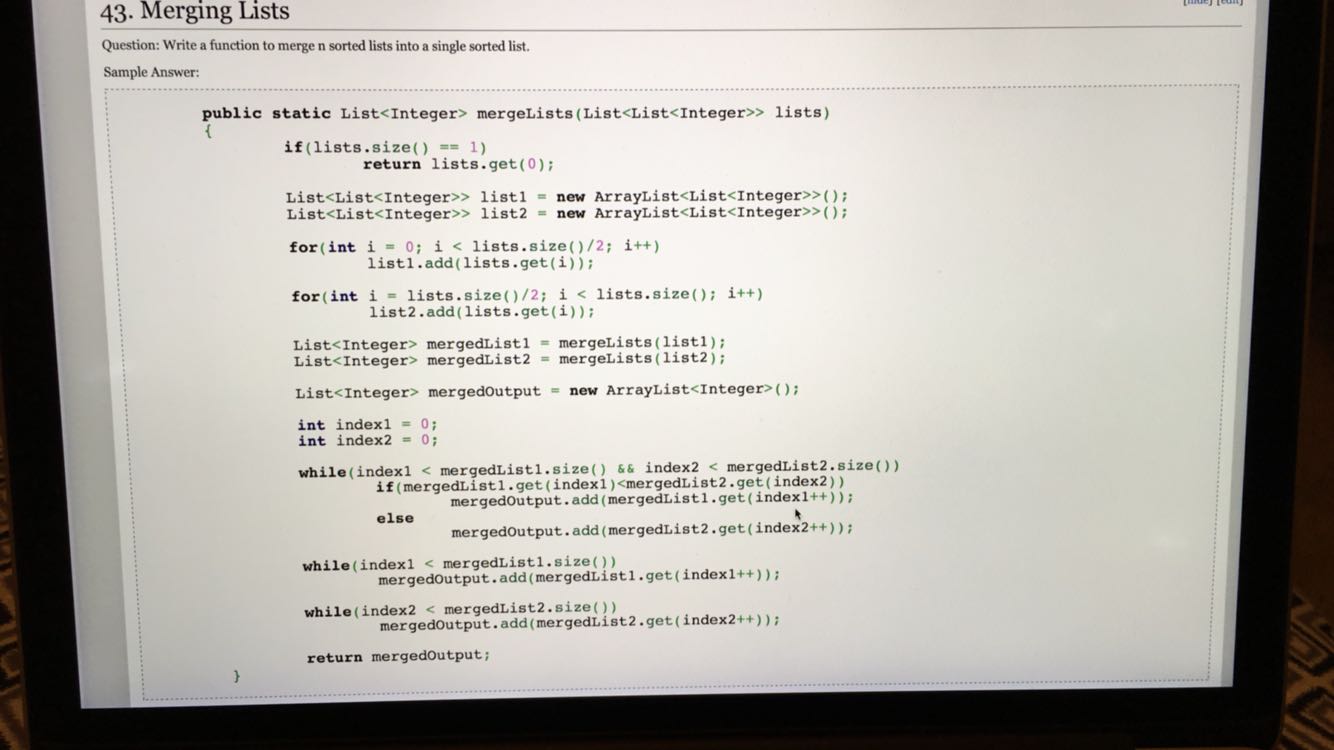 43. Merging Lists
Question: Write a function to merge n sorted lists into a single sorted list.
Sample Answer:
public static List<Integer> mergeLists(List<List<Integer>> lists)
{
if(lists.size() == 1)
return lists.get(0);
List<List<Integer>> list1 = new ArrayList<List<Integer>>();
List<List<Integer>> list2 = new ArrayList<List<Integer>>();
for(int i = 0; i < lists.size()/2; i++)
list1.add(lists.get(i));
for(int i = lists.size()/2; i < lists.size(); i++)
list2.add(lists.get(i));
List<Integer> mergedList1 = mergeLists(list1);
List<Integer> mergedList2 = mergeLists(list2);
List<Integer> mergedOutput = new ArrayList<Integer>();
int index1 = 0;
int index2 = 0;
while(index1 < mergedList1.size() && index2 < mergedList2.size())
if(mergedList1.get(index1)<mergedList2.get(index2))
mergedOutput.add(mergedList1.get(index1++));
else
mergedOutput.add(mergedList2.get(index2++));
while(index1 < mergedList1.size())
mergedOutput.add(mergedList1.get(index1++));
while(index2 < mergedList2.size())
mergedOutput.add(mergedList2.get(index2++));
return mergedOutput;
}